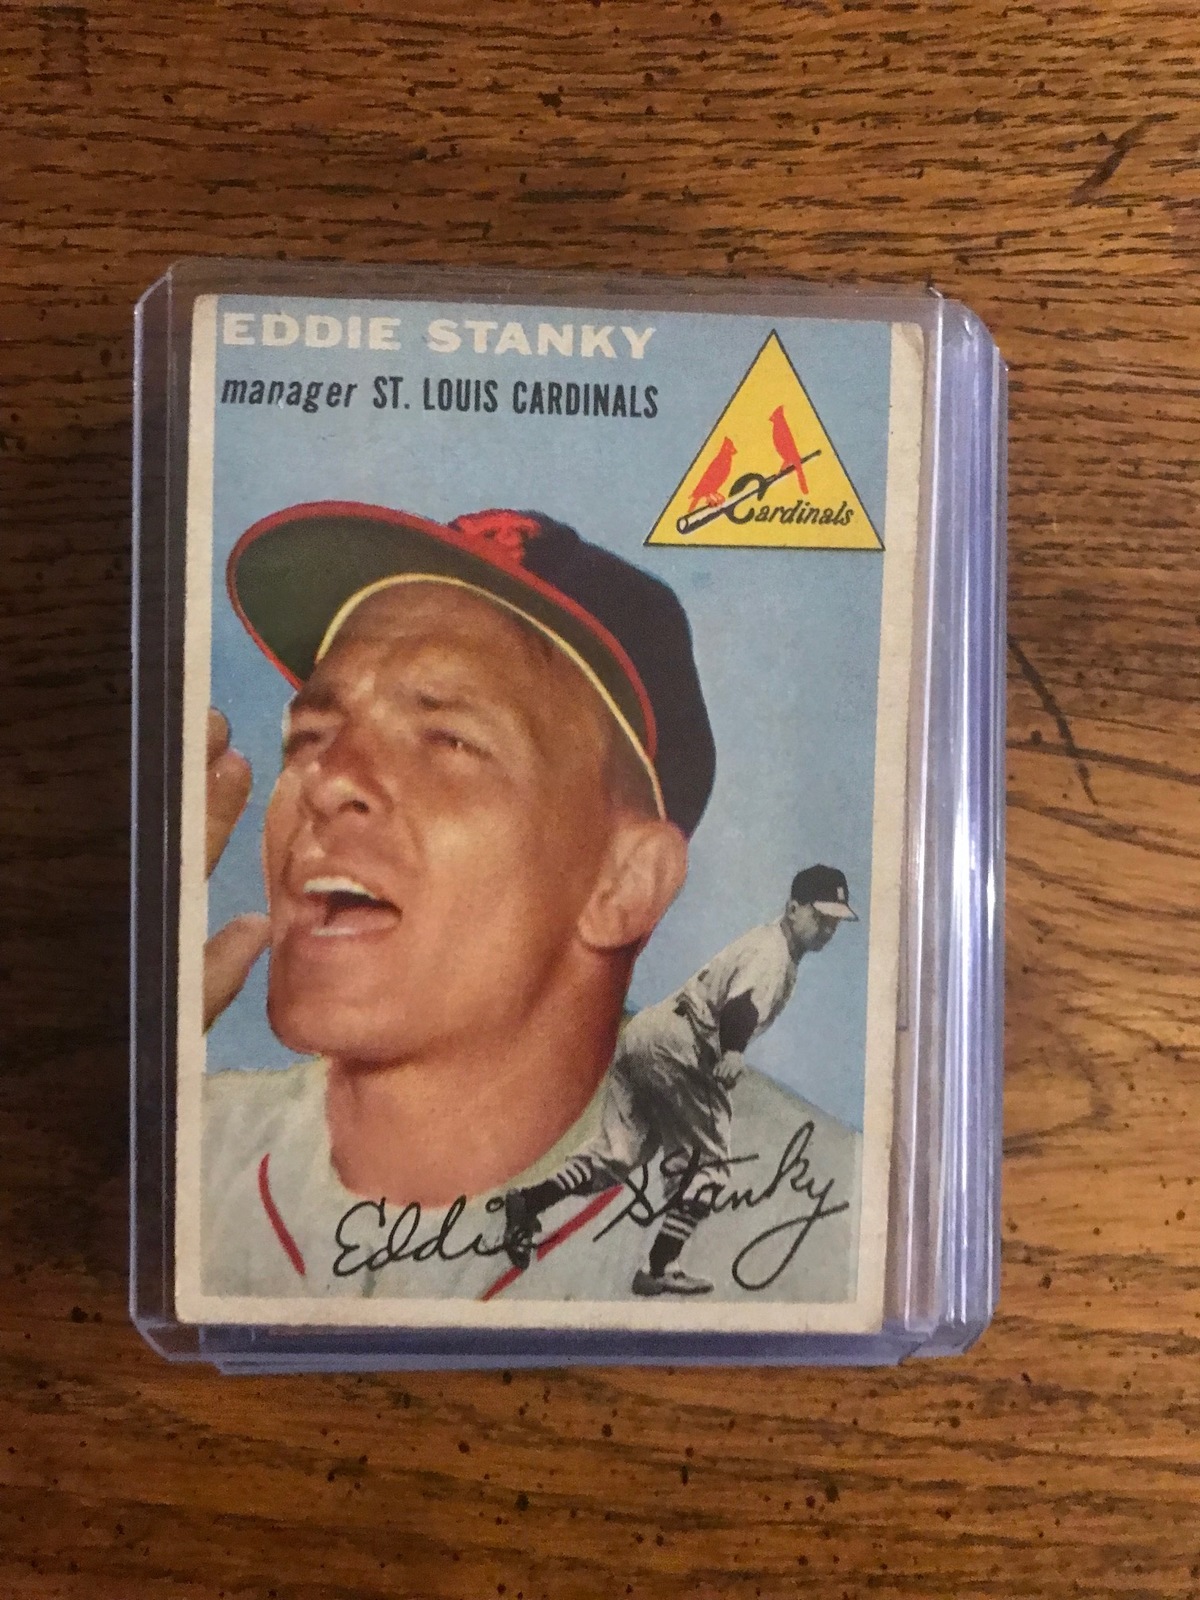 EDDIE STANKY
manager ST. LOUIS CARDINALS
Cardinals
Eddie Stanky